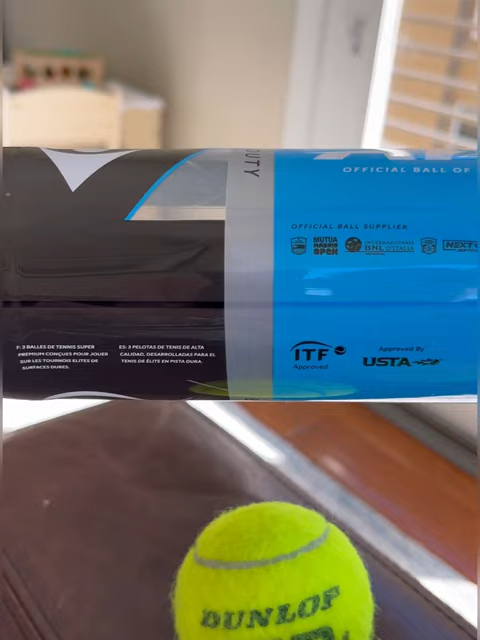 DUTY
OFFICIAL BALL OF
OFFICIAL BALL SUPPLIER
MUTUA
MADRID
OPEN
INTERNAZIONALI
BNL D'ITALIA
NEXT
F: 3 BALLES DE TENNIS SUPER
PREMIUM CONÇUES POUR JOUER
SUR LES TOURNOIS ELITES DE
SURFACES DURES.
ES: 3 PELOTAS DE TENIS DE ALTA
CALIDAD, DESARROLLADAS PARA EL
TENIS DE ÉLITE EN PISTA DURA.
ITF
Approved
Approved By
USTA
DUNLOP